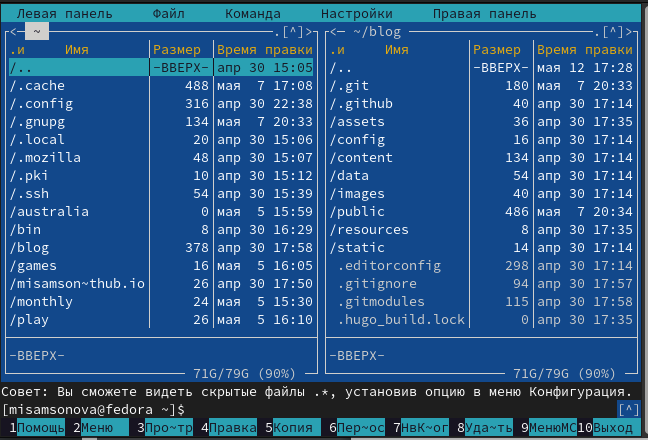 Левая панель Файл Команда Настройки Правая панель
<─ ~ .[^]> <─ ~/blog .[^]>
.и Имя Размер Время правки .и Имя Размер Время правки
/.. -ВВЕРХ- апр 30 15:05 /.. -ВВЕРХ- мая 12 17:28
/.cache 488 мая 7 17:08 /.git 180 мая 7 20:33
/.config 316 апр 30 22:38 /.github 40 апр 30 17:14
/.gnupg 134 мая 7 20:33 /assets 36 апр 30 17:35
/.local 20 апр 30 15:06 /config 16 апр 30 17:14
/.mozilla 48 апр 30 15:07 /content 134 апр 30 17:14
/.pki 10 апр 30 15:12 /data 54 апр 30 17:14
/.ssh 54 апр 30 15:39 /images 40 апр 30 17:14
/australia 0 мая 5 15:59 /public 486 мая 7 20:34
/bin 8 апр 30 16:29 /resources 8 апр 30 17:35
/blog 378 апр 30 17:58 /static 14 апр 30 17:14
/games 16 мая 5 16:05 .editorconfig 298 апр 30 17:14
/misamson~thub.io 26 апр 30 17:50 .gitignore 94 апр 30 17:57
/monthly 24 мая 5 15:30 .gitmodules 115 апр 30 17:58
/play 26 мая 5 16:10 .hugo_build.lock 0 апр 30 17:35
-ВВЕРХ- -ВВЕРХ-
71G/79G (90%) 71G/79G (90%)
Совет: Вы сможете видеть скрытые файлы .*, установив опцию в меню Конфигурация.
[misamsonova@fedora ~]$ [^]
1Помощь 2Меню 3Про~тр 4Правка 5Копия 6Пер~ос 7НвК~ог 8Уда~ть 9МенюМС 10Выход